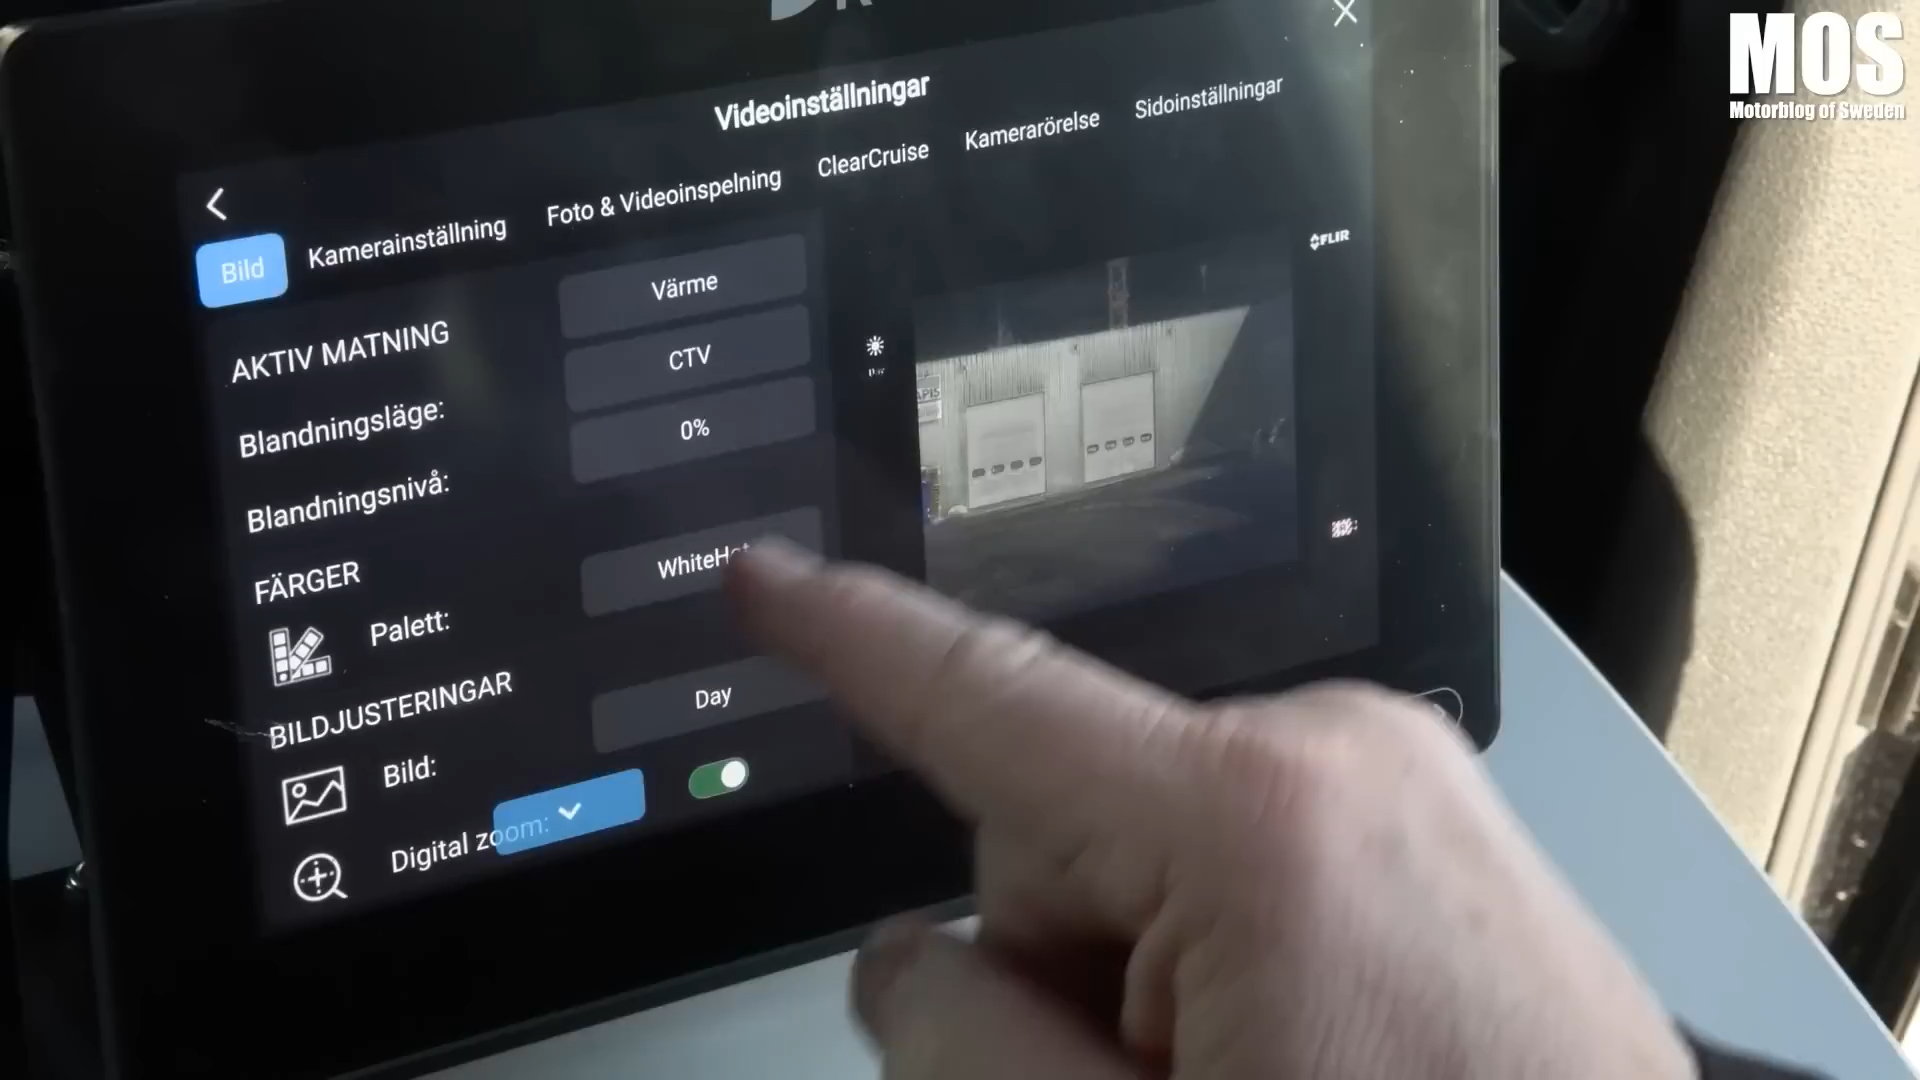 MOS
Motorblog of Sweden
Videoinställningar
Bild
Kamerainställning
Foto & Videoinspelning
ClearCruise
Kamerarörelse
Sidoinställningar
FLIR
AKTIV MATNING
Värme
Blandningsläge:
CTV
Blandningsnivå:
0%
FÄRGER
Palett:
WhiteHot
BILDJUSTERINGAR
Bild:
Day
Digital zoom: